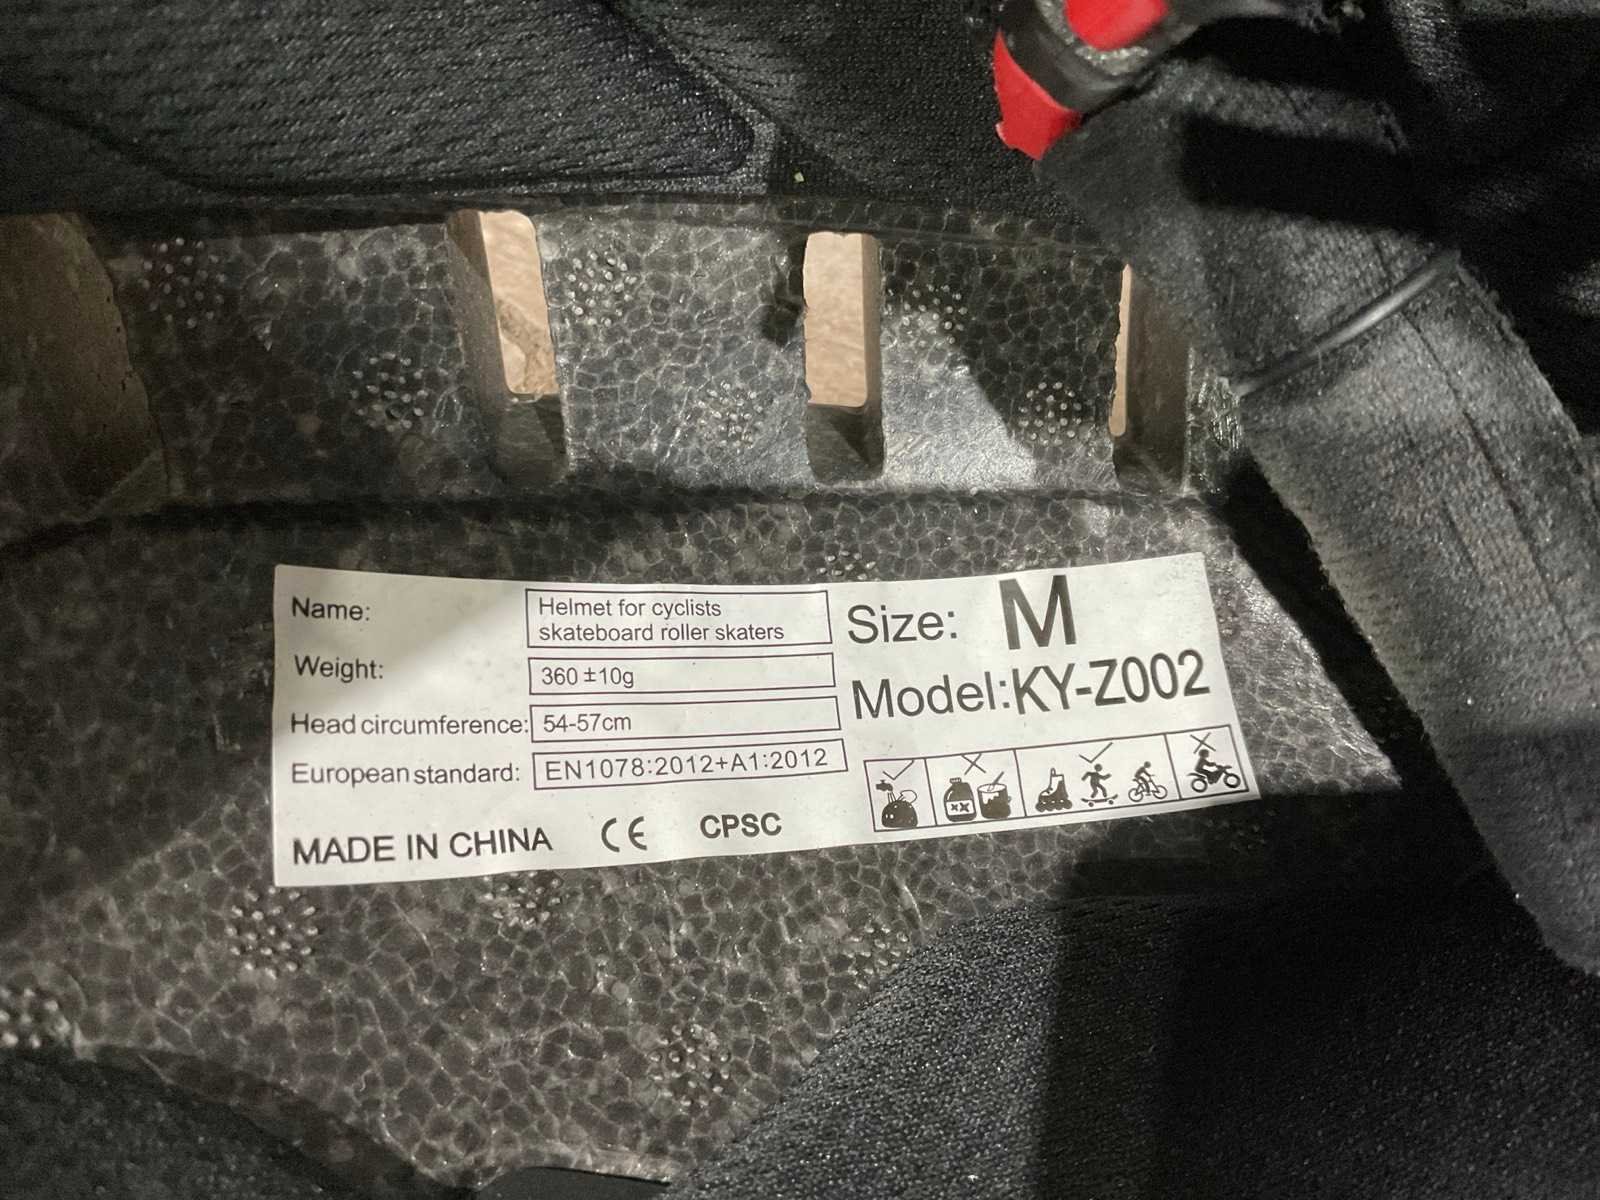 Name: Helmet for cyclists
skateboard roller skaters
Weight: 360±10g
Head circumference: 54-57cm
European standard: EN1078:2012+A1:2012
MADE IN CHINA CE CPSC
Size: M
Model:KY-Z002